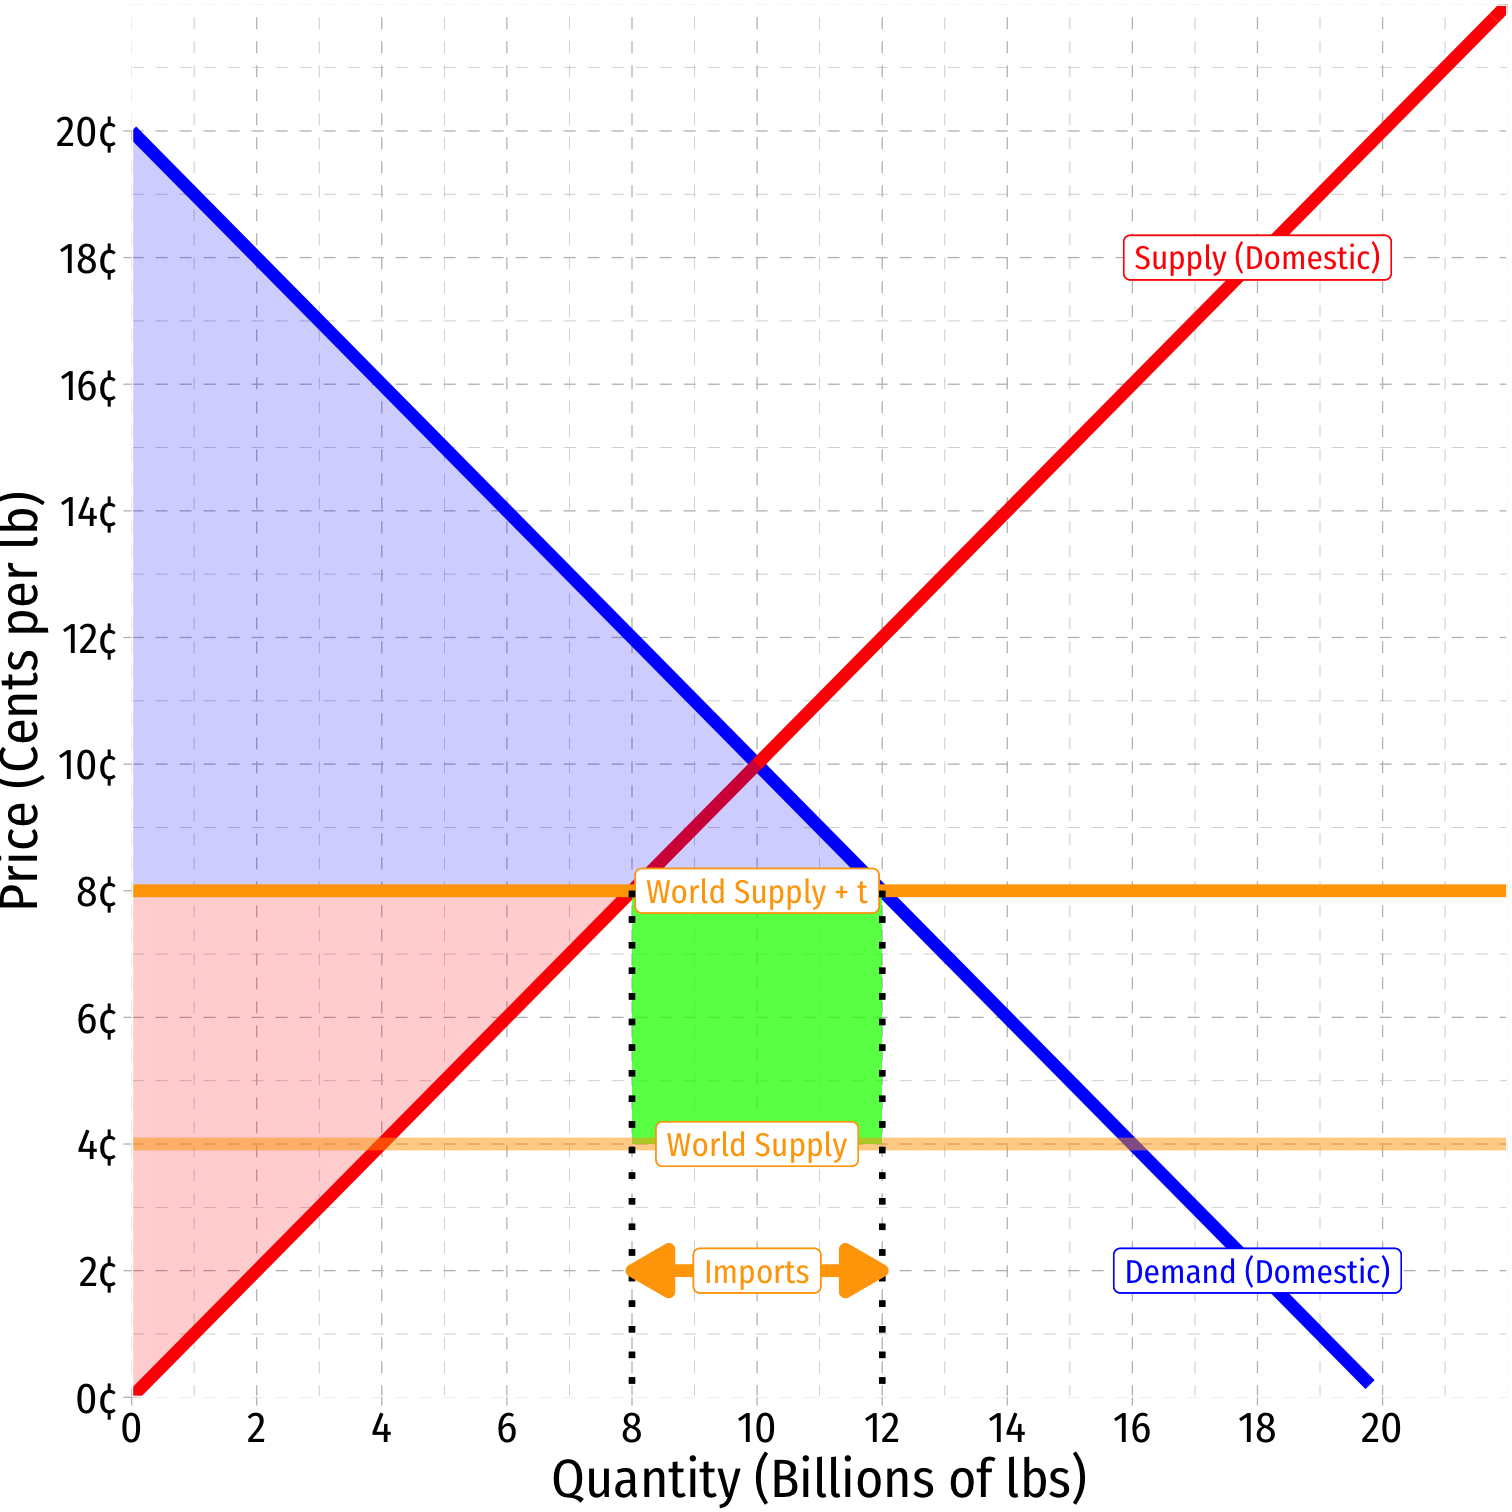 20¢
18¢
16¢
14¢
12¢
10¢
8¢
6¢
4¢
2¢
0¢
Price (Cents per lb)
Supply (Domestic)
World Supply + t
World Supply
Imports
Demand (Domestic)
0 2 4 6 8 10 12 14 16 18 20
Quantity (Billions of lbs)